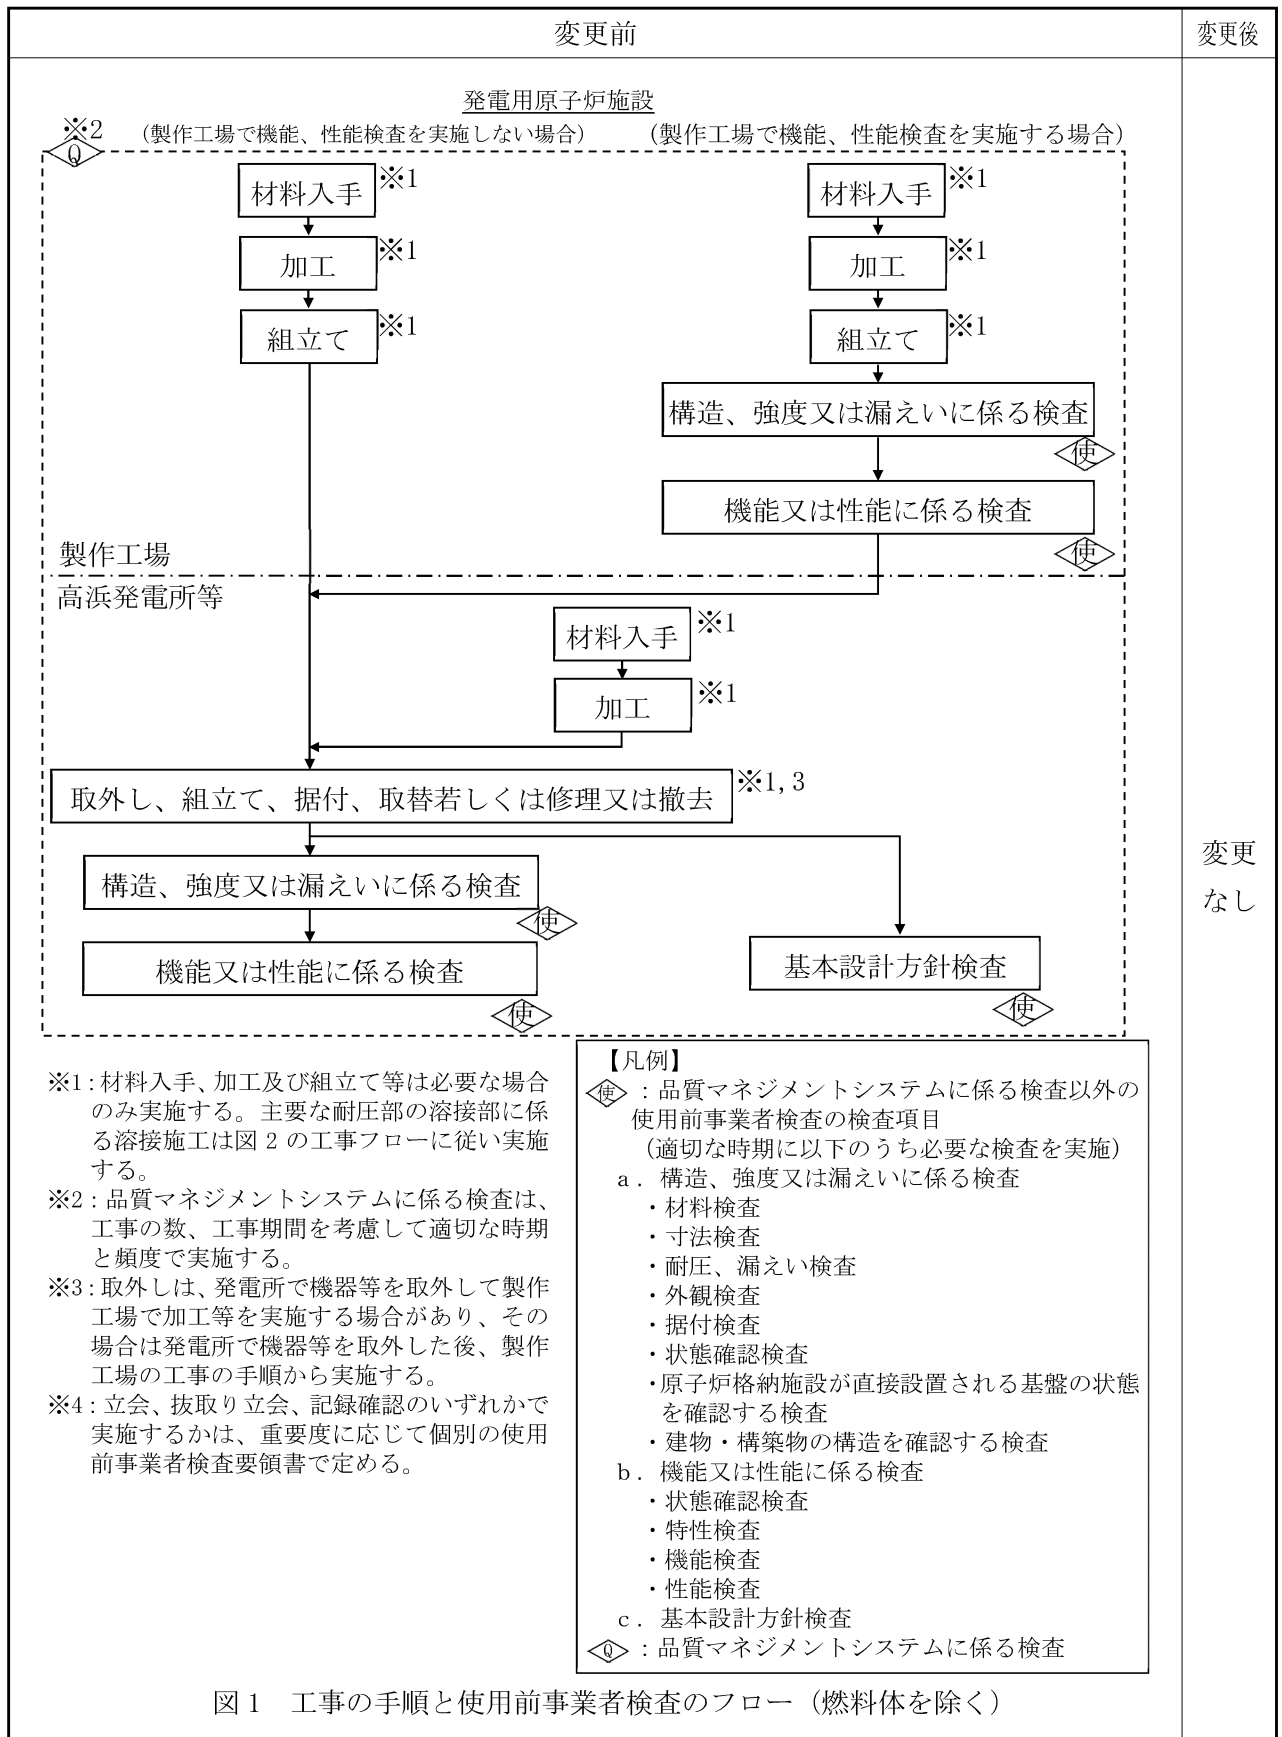 変更前
変更後
発電用原子炉施設
※2
(製作工場で機能、性能検査を実施しない場合)
(製作工場で機能、性能検査を実施する場合)
Q
材料入手
※1
加工
※1
組立て
※1
材料入手
※1
加工
※1
組立て
※1
構造、強度又は漏えいに係る検査
使
機能又は性能に係る検査
使
製作工場
高浜発電所等
材料入手
※1
加工
※1
取外し、組立て、据付、取替若しくは修理又は撤去
※1, 3
構造、強度又は漏えいに係る検査
使
機能又は性能に係る検査
使
基本設計方針検査
使
変更
なし
※1：材料入手、加工及び組立て等は必要な場合
のみ実施する。主要な耐圧部の溶接部に係
る溶接施工は図 2 の工事フローに従い実施
する。
※2：品質マネジメントシステムに係る検査は、
工事の数、工事期間を考慮して適切な時期
と頻度で実施する。
※3：取外しは、発電所で機器等を取外して製作
工場で加工等を実施する場合があり、その
場合は発電所で機器等を取外した後、製作
工場の工事の手順から実施する。
※4：立会、抜取り立会、記録確認のいずれかで
実施するかは、重要度に応じて個別の使用
前事業者検査要領書で定める。
【凡例】
使：品質マネジメントシステムに係る検査以外の
使用前事業者検査の検査項目
（適切な時期に以下のうち必要な検査を実施）
a．構造、強度又は漏えいに係る検査
・材料検査
・寸法検査
・耐圧、漏えい検査
・外観検査
・据付検査
・状態確認検査
・原子炉格納施設が直接設置される基盤の状態
を確認する検査
・建物・構築物の構造を確認する検査
b．機能又は性能に係る検査
・状態確認検査
・特性検査
・機能検査
・性能検査
c．基本設計方針検査
Q：品質マネジメントシステムに係る検査
図 1　工事の手順と使用前事業者検査のフロー（燃料体を除く）